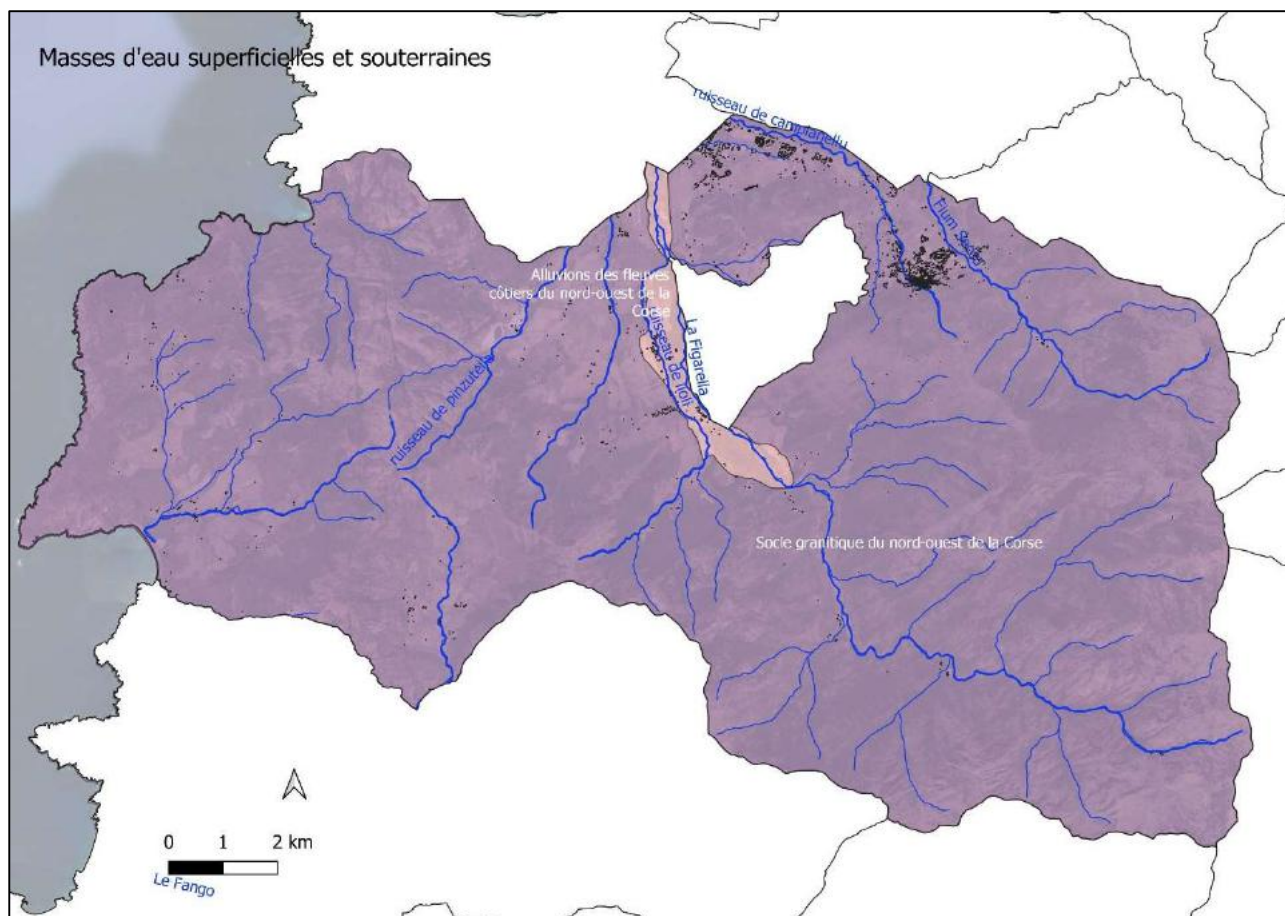 Masses d'eau superficielles et souterraines
ruisseau de campianellu
Fium Seccu
Alluvions des fleuves
côtiers du nord-ouest de la
Corse
La Figarella
ruisseau de
ruisseau de pinzutella
Socle granitique du nord-ouest de la Corse
0 1 2 km
Le Fango